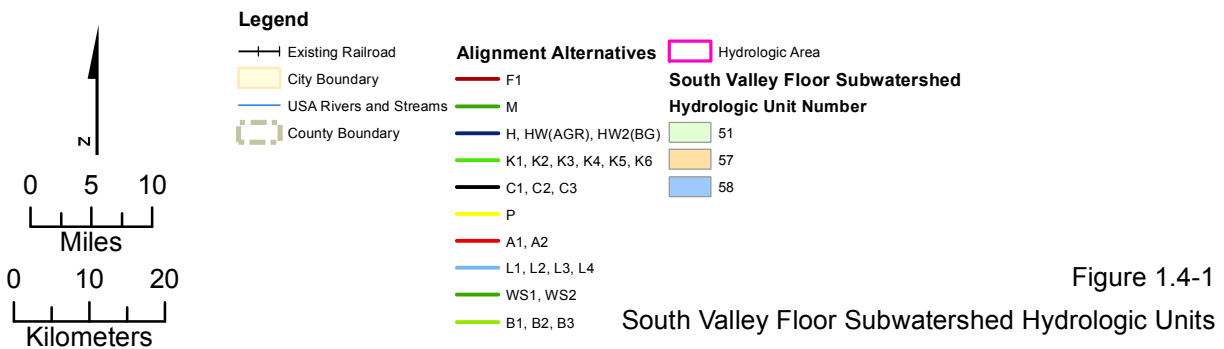 Legend
Existing Railroad
City Boundary
USA Rivers and Streams
County Boundary
Alignment Alternatives
F1
M
H, HW(AGR), HW2(BG)
K1, K2, K3, K4, K5, K6
C1, C2, C3
P
A1, A2
L1, L2, L3, L4
WS1, WS2
B1, B2, B3
Hydrologic Area
South Valley Floor Subwatershed
Hydrologic Unit Number
51
57
58
z
0 5 10
Miles
0 10 20
Kilometers
Figure 1.4-1
South Valley Floor Subwatershed Hydrologic Units